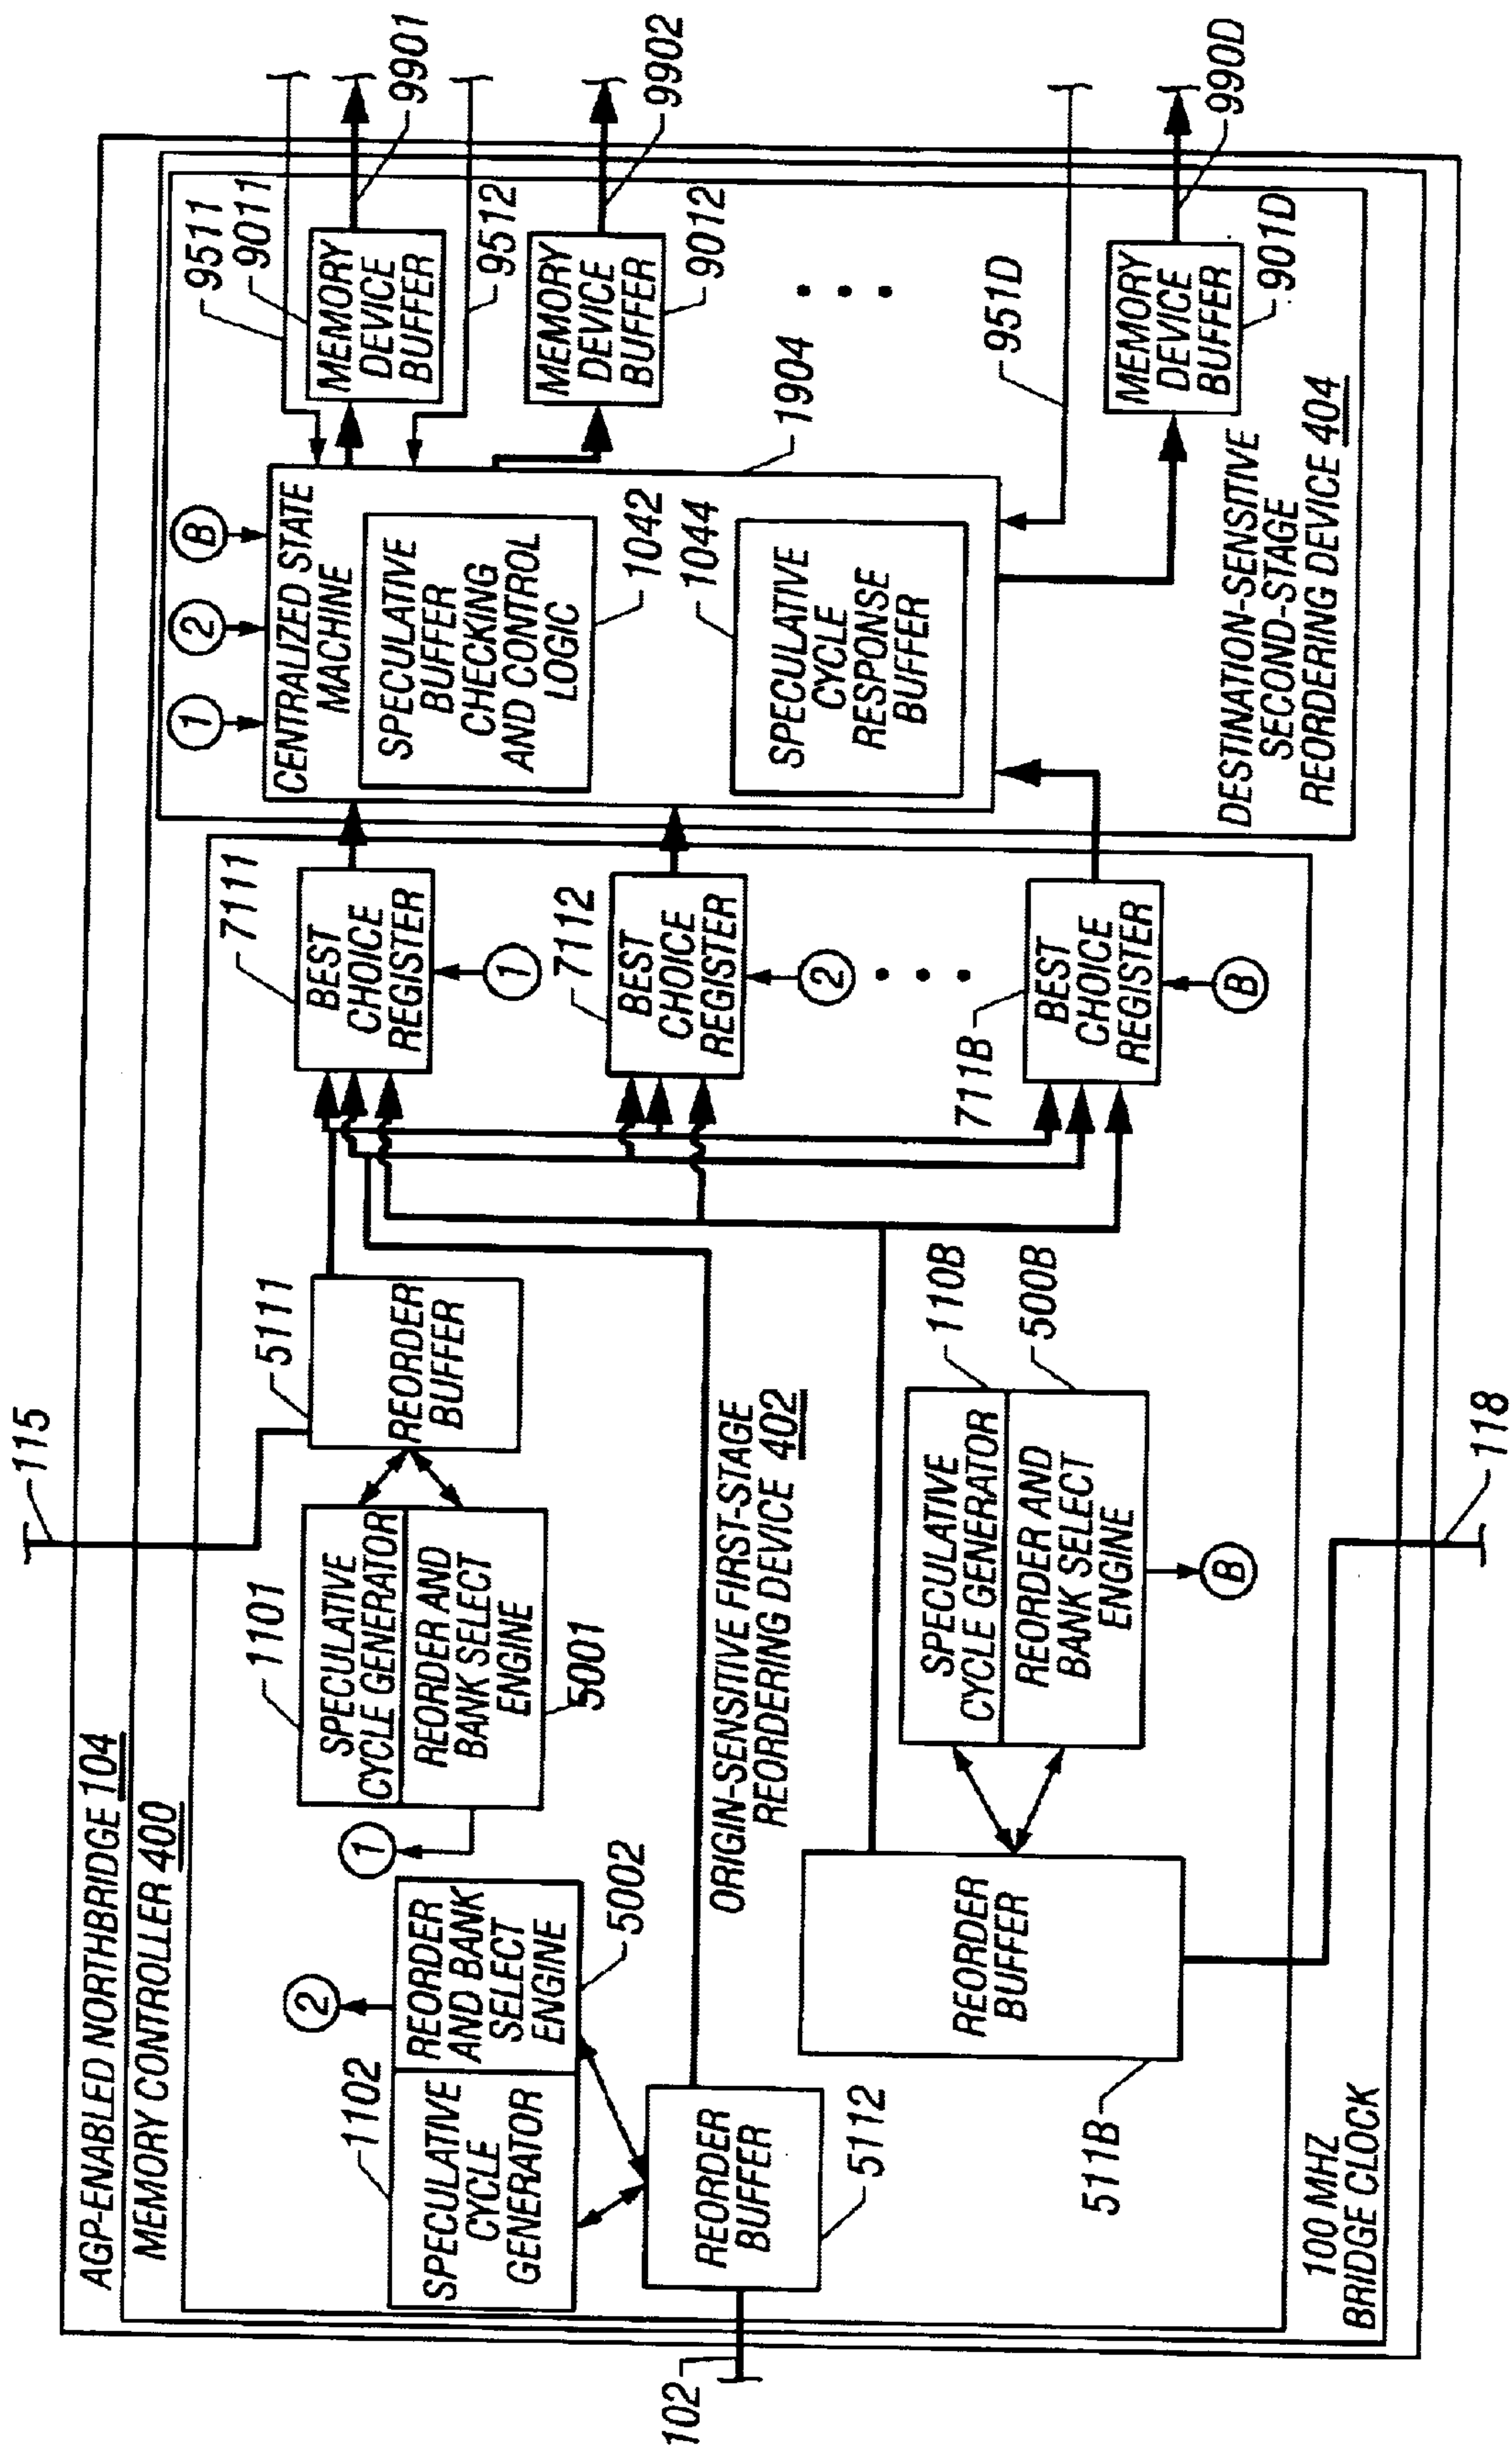 AGP-ENABLED NORTHBRIDGE 104
MEMORY CONTROLLER 400
115
1101
SPECULATIVE
CYCLE GENERATOR
REORDER AND
BANK SELECT
ENGINE
5001
1
5111
REORDER
BUFFER
2
1102
SPECULATIVE
CYCLE
GENERATOR
REORDER
AND BANK
SELECT
ENGINE
5002
102
REORDER
BUFFER
5112
ORIGIN-SENSITIVE FIRST-STAGE
REORDERING DEVICE 402
REORDER
BUFFER
511B
110B
500B
SPECULATIVE
CYCLE GENERATOR
REORDER AND
BANK SELECT
ENGINE
B
118
100 MHZ
BRIDGE CLOCK
7111
BEST
CHOICE
REGISTER
1
7112
BEST
CHOICE
REGISTER
2
711B
BEST
CHOICE
REGISTER
B
1
2
B
CENTRALIZED STATE
MACHINE
SPECULATIVE
BUFFER
CHECKING
AND CONTROL
LOGIC
1042
1044
SPECULATIVE
CYCLE
RESPONSE
BUFFER
1904
9511
9011
MEMORY
DEVICE
BUFFER
9901
9512
MEMORY
DEVICE
BUFFER
9012
9902
951D
MEMORY
DEVICE
BUFFER
901D
990D
DESTINATION-SENSITIVE
SECOND-STAGE
REORDERING DEVICE 404